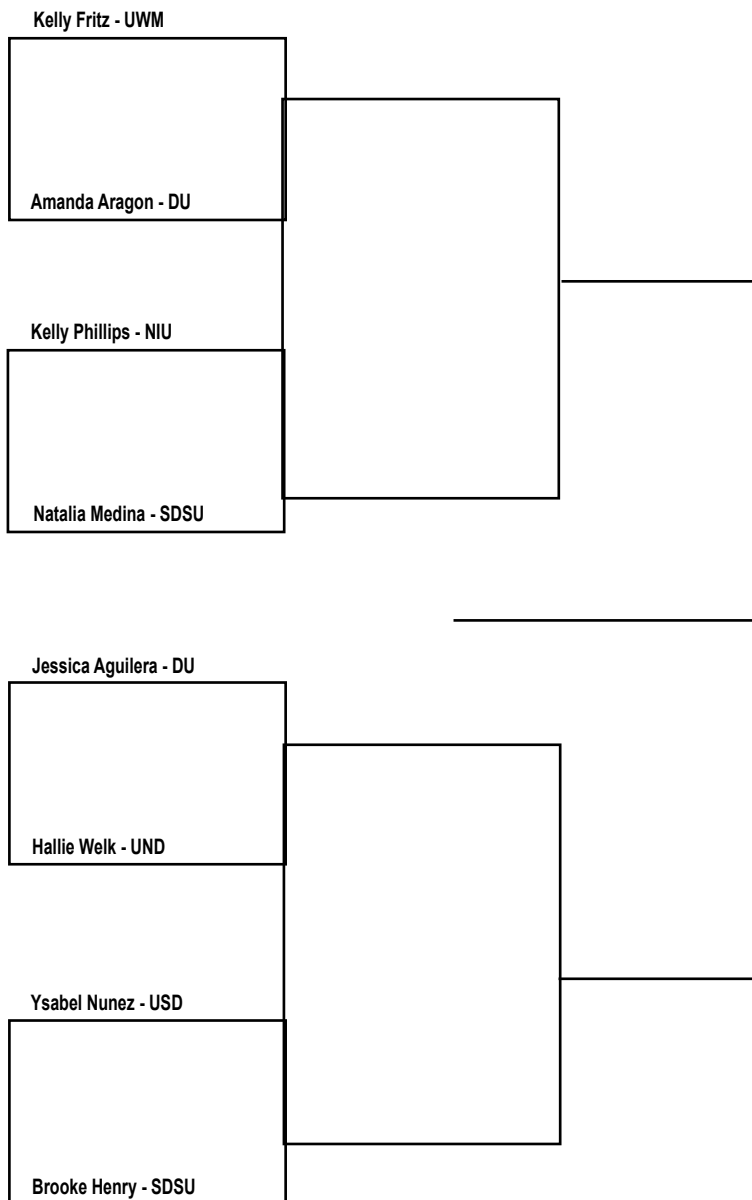 Kelly Fritz - UWM
Amanda Aragon - DU
Kelly Phillips - NIU
Natalia Medina - SDSU
Jessica Aguilera - DU
Hallie Welk - UND
Ysabel Nunez - USD
Brooke Henry - SDSU